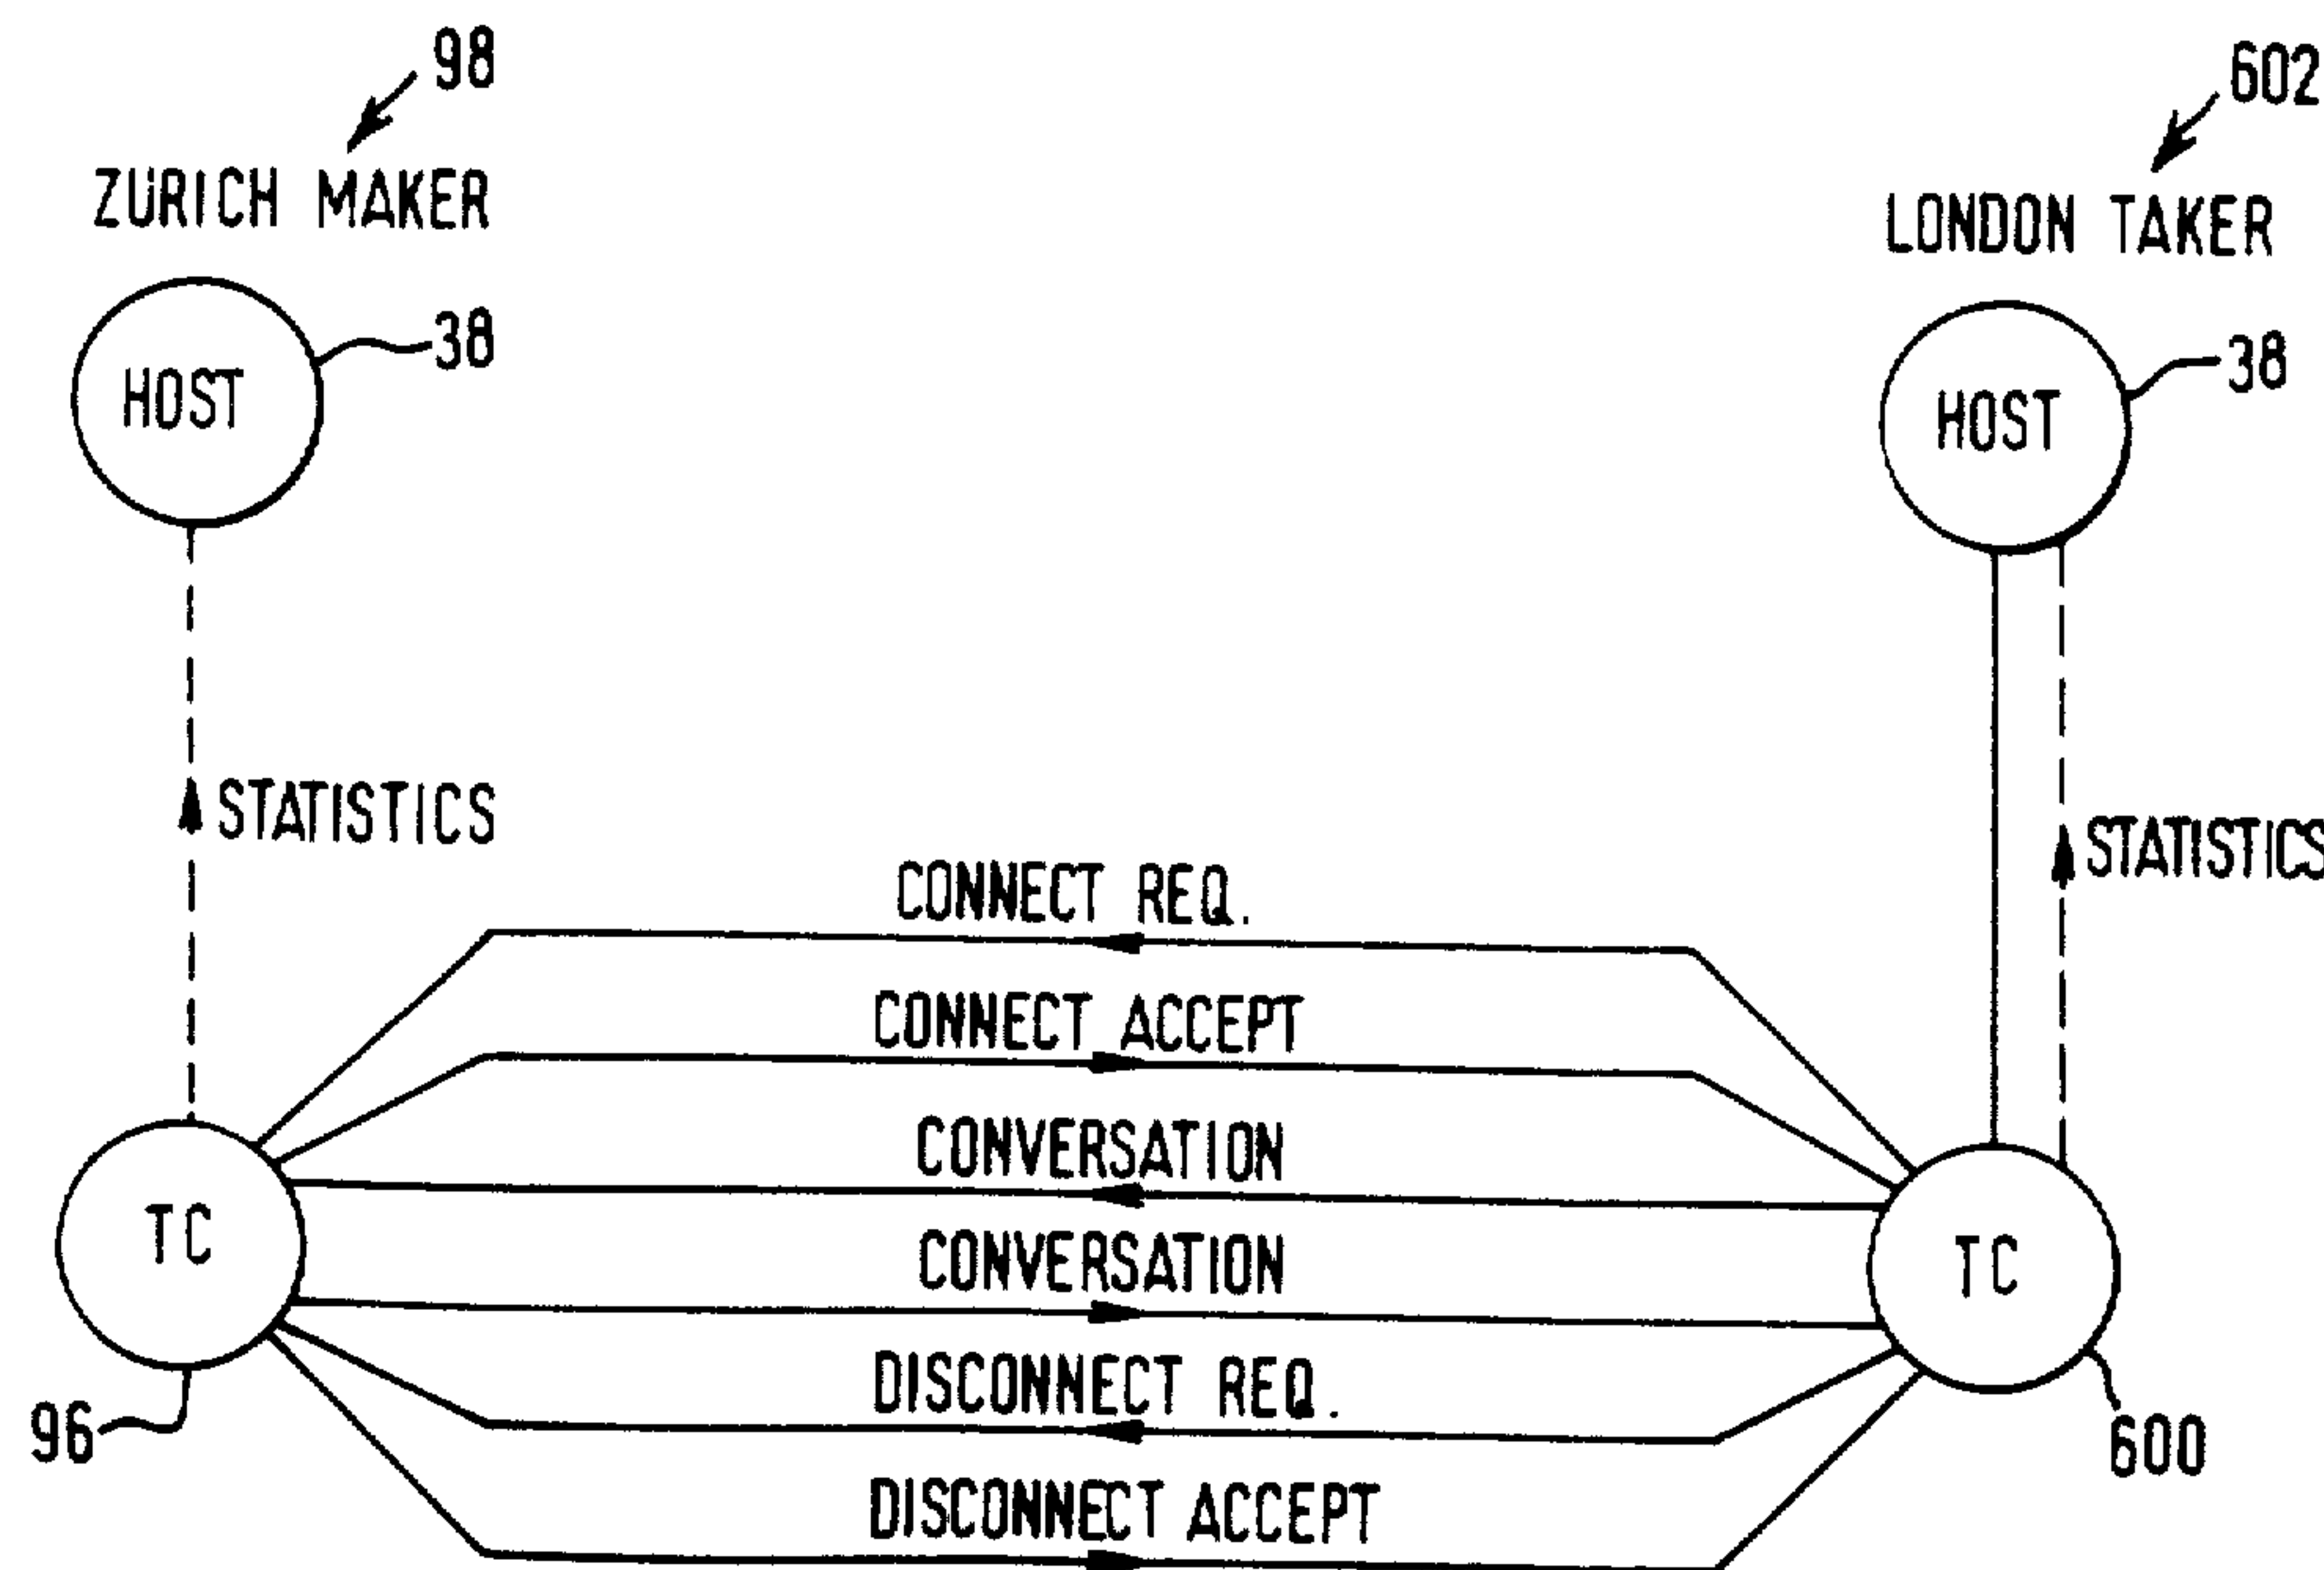 98
602
ZÜRICH MAKER
LONDON TAKER
HOST
38
HOST
38
STATISTICS
STATISTICS
CONNECT REQ.
CONNECT ACCEPT
CONVERSATION
CONVERSATION
TC
TC
DISCONNECT REQ.
96
600
DISCONNECT ACCEPT